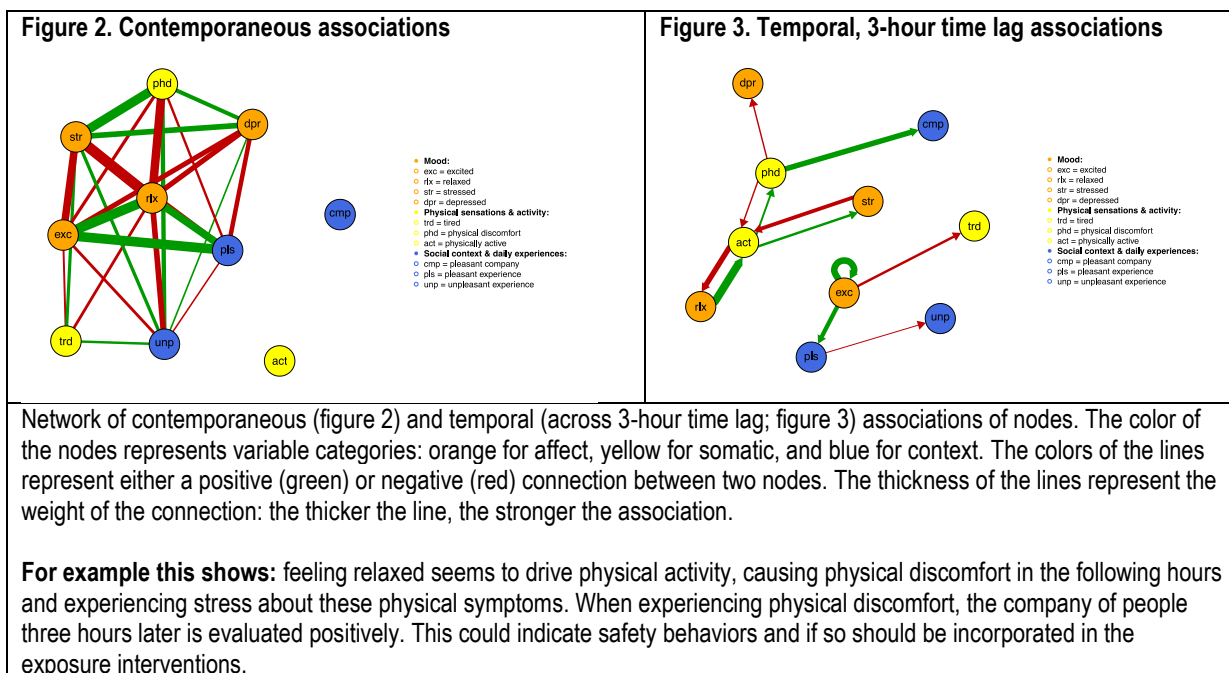 Figure 2. Contemporaneous associations
phd
dpr
str
rlx
exc
cmp
pls
trd
unp
act
Mood:
exc = excited
rlx = relaxed
str = stressed
dpr = depressed
Physical sensations & activity:
trd = tired
phd = physical discomfort
act = physically active
Social context & daily experiences:
cmp = pleasant company
pls = pleasant experience
unp = unpleasant experience
Figure 3. Temporal, 3-hour time lag associations
dpr
cmp
phd
str
trd
act
exc
rlx
unp
pls
Mood:
exc = excited
rlx = relaxed
str = stressed
dpr = depressed
Physical sensations & activity:
trd = tired
phd = physical discomfort
act = physically active
Social context & daily experiences:
cmp = pleasant company
pls = pleasant experience
unp = unpleasant experience
Network of contemporaneous (figure 2) and temporal (across 3-hour time lag; figure 3) associations of nodes. The color of
the nodes represents variable categories: orange for affect, yellow for somatic, and blue for context. The colors of the lines
represent either a positive (green) or negative (red) connection between two nodes. The thickness of the lines represent the
weight of the connection: the thicker the line, the stronger the association.
For example this shows: feeling relaxed seems to drive physical activity, causing physical discomfort in the following hours
and experiencing stress about these physical symptoms. When experiencing physical discomfort, the company of people
three hours later is evaluated positively. This could indicate safety behaviors and if so should be incorporated in the
exposure interventions.